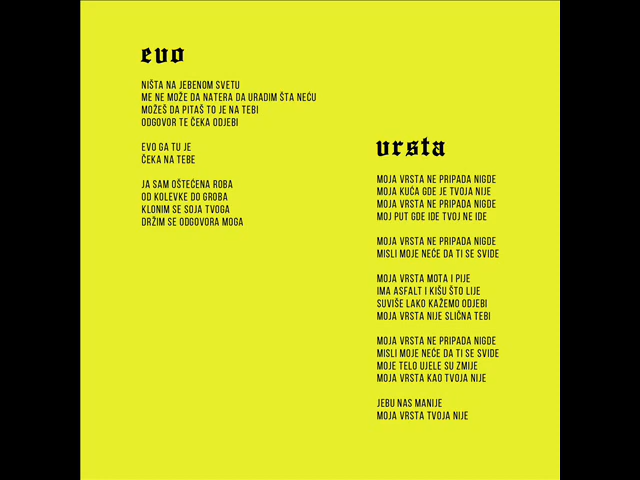 evo
NIŠTA NA JEBENOM SVETU
ME NE MOŽE DA NATERA DA URADIM ŠTA NEĆU
MOŽEŠ DA PITAŠ TO JE NA TEBI
ODGOVOR TE ČEKA ODJEBI
EVO GA TU JE
ČEKA NA TEBE
JA SAM OŠTEĆENA ROBA
OD KOLEVKE DO GROBA
KLONIM SE SOJA TVOGA
DRŽIM SE ODGOVORA MOGA
vrsta
MOJA VRSTA NE PRIPADA NIGDE
MOJA KUĆA GDE JE TVOJA NIJE
MOJA VRSTA NE PRIPADA NIGDE
MOJ PUT GDE IDE TVOJ NE IDE
MOJA VRSTA NE PRIPADA NIGDE
MISLI MOJE NEĆE DA TI SE SVIDE
MOJA VRSTA MOTA I PIJE
IMA ASFALT I KIŠU ŠTO LIJE
SUVIŠE LAKO KAŽEMO ODJEBI
MOJA VRSTA NIJE SLIČNA TEBI
MOJA VRSTA NE PRIPADA NIGDE
MISLI MOJE NEĆE DA TI SE SVIDE
MOJE TELO UJELE SU ZMIJE
MOJA VRSTA KAO TVOJA NIJE
JEBU NAS MANIJE
MOJA VRSTA TVOJA NIJE